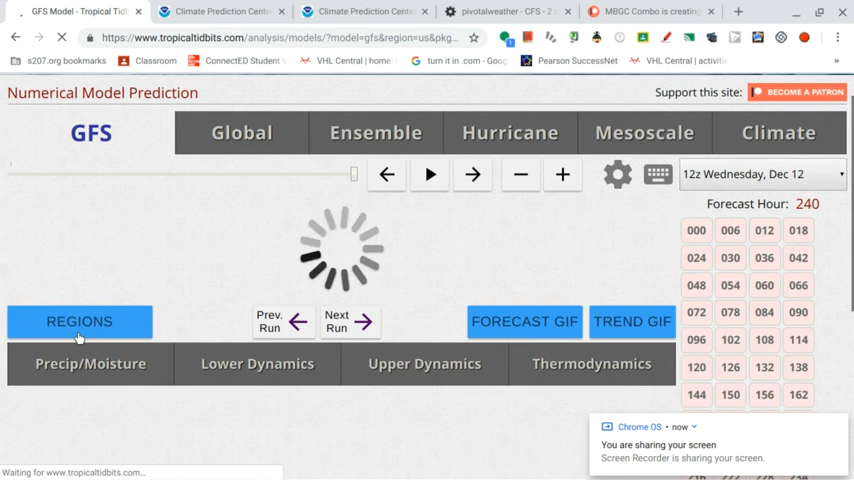 GFS Model - Tropical Tidb
Climate Prediction Cente
Climate Prediction Cente
pivotalweather - CFS - 2
MBGC Combo is creating
https://www.tropicaltidbits.com/analysis/models/?model=gfs&region=us&pkg...
s207.org bookmarks
Classroom
ConnectED Student V
VHL Central | home:
turn it in .com - Goog
Pearson SuccessNet
VHL Central | activiti
Numerical Model Prediction
Support this site:
BECOME A PATRON
GFS
Global
Ensemble
Hurricane
Mesoscale
Climate
12z Wednesday, Dec 12
Forecast Hour: 240
000 006 012 018
024 030 036 042
048 054 060 066
072 078 084 090
096 102 108 114
120 126 132 138
144 150 156 162
REGIONS
Prev. Run
Next Run
FORECAST GIF
TREND GIF
Precip/Moisture
Lower Dynamics
Upper Dynamics
Thermodynamics
Chrome OS • now
You are sharing your screen
Screen Recorder is sharing your screen.
Waiting for www.tropicaltidbits.com...